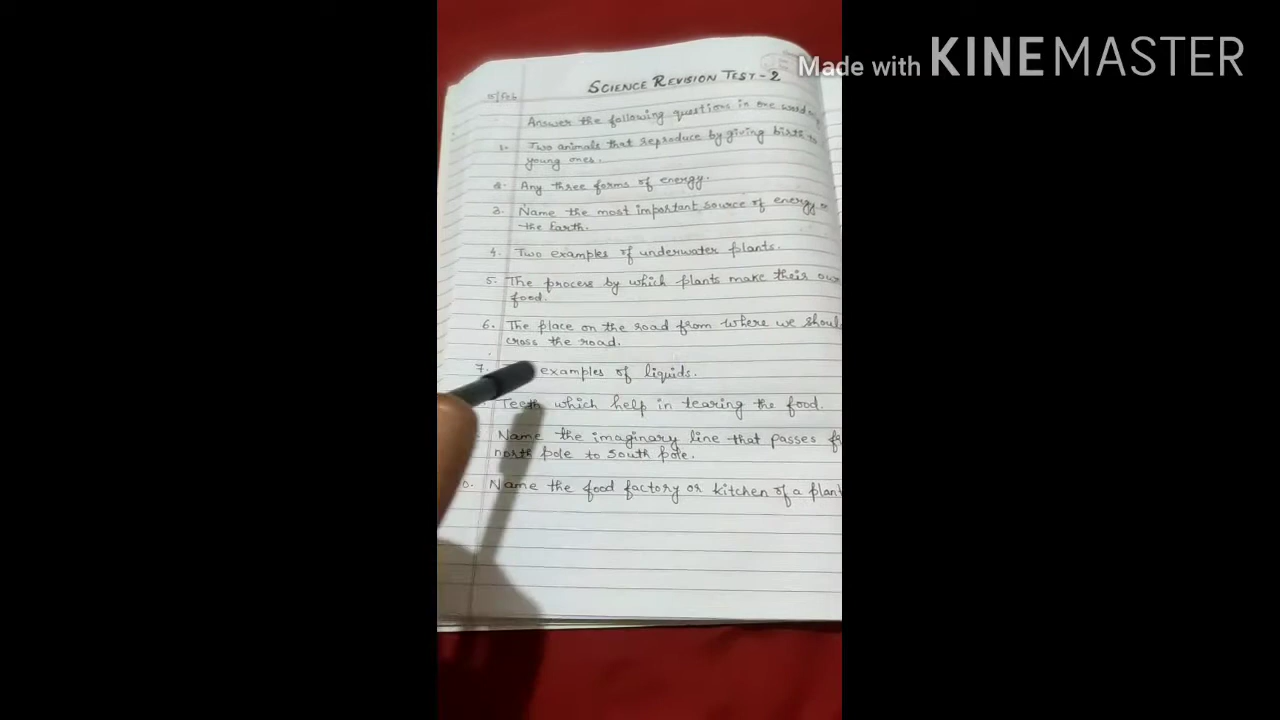 Made with KINEMASTER
SCIENCE REVISION TEST - 2
Answer the following questions in one word
1. Two animals that reproduce by giving birth to
young ones.
2. Any three forms of energy.
3. Name the most important source of energy
the Earth.
4. Two examples of underwater plants.
5. The process by which plants make their
food.
6. The place on the road from where we
cross the road.
7. examples of liquids.
Teeth which help in tearing the food.
Name the imaginary line that passes
north pole to south pole.
0. Name the food factory or kitchen of a plant